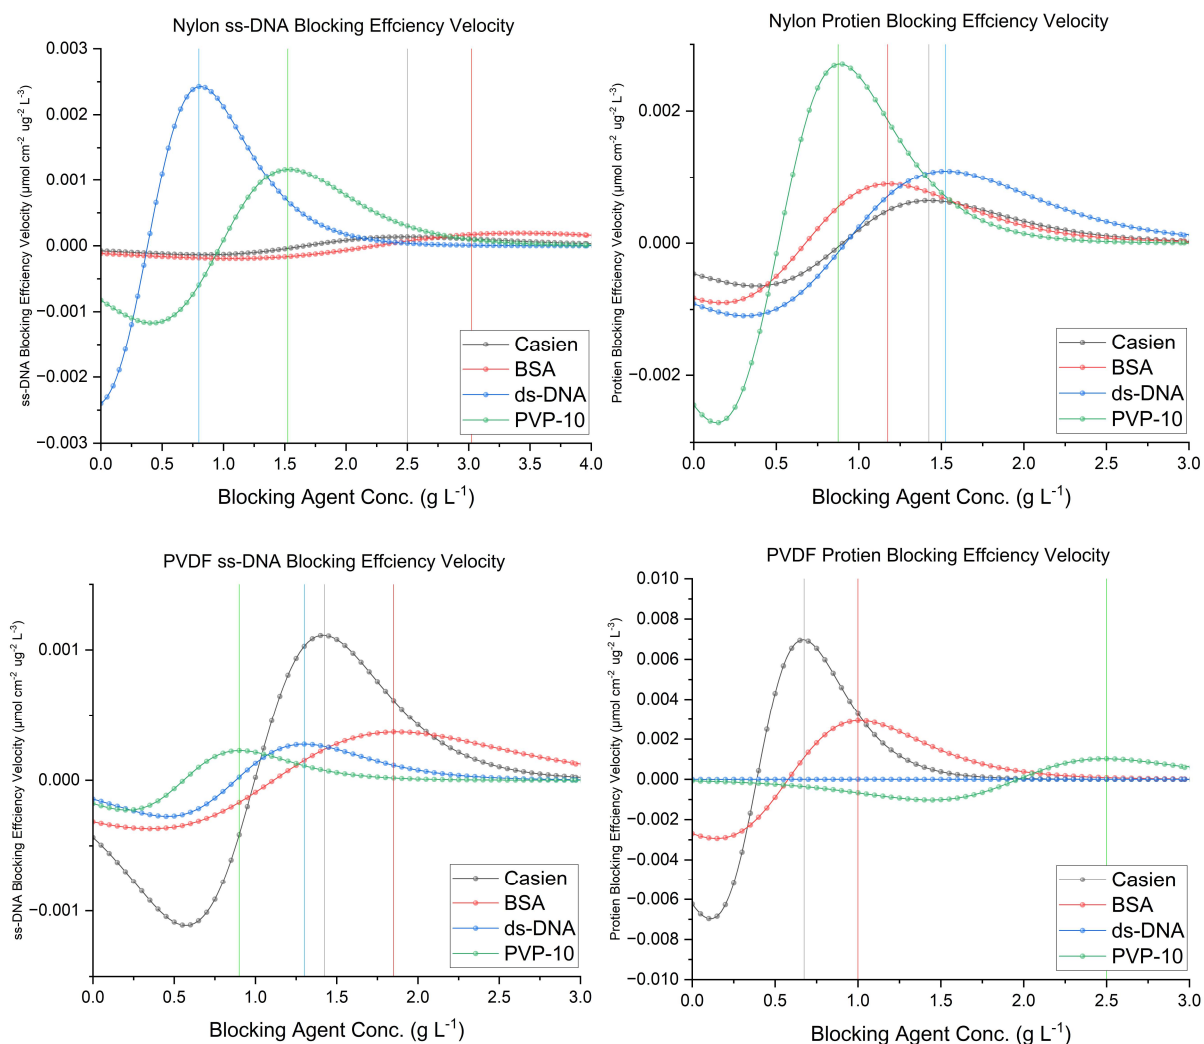 Nylon ss-DNA Blocking Effciency Velocity
ss-DNA Blocking Effciency Velocity (μmol cm⁻² ug⁻² L⁻³)
0.003
0.002
0.001
0.000
−0.001
−0.002
−0.003
Casien
BSA
ds-DNA
PVP-10
0.0 0.5 1.0 1.5 2.0 2.5 3.0 3.5 4.0
Blocking Agent Conc. (g L⁻¹)
Nylon Protien Blocking Efficiency Velocity
Protien Blocking Efficiency Velocity (μmol cm⁻² ug⁻² L⁻³)
0.002
0.000
−0.002
Casien
BSA
ds-DNA
PVP-10
0.0 0.5 1.0 1.5 2.0 2.5 3.0
Blocking Agent Conc. (g L⁻¹)
PVDF ss-DNA Blocking Effciency Velocity
ss-DNA Blocking Effciency Velocity (μmol cm⁻² ug⁻² L⁻³)
0.001
0.000
−0.001
Casien
BSA
ds-DNA
PVP-10
0.0 0.5 1.0 1.5 2.0 2.5 3.0
Blocking Agent Conc. (g L⁻¹)
PVDF Protien Blocking Effciency Velocity
Protien Blocking Efficiency Velocity (μmol cm⁻² ug⁻² L⁻³)
0.010
0.008
0.006
0.004
0.002
0.000
−0.002
−0.004
−0.006
−0.008
−0.010
Casien
BSA
ds-DNA
PVP-10
0.0 0.5 1.0 1.5 2.0 2.5 3.0
Blocking Agent Conc. (g L⁻¹)